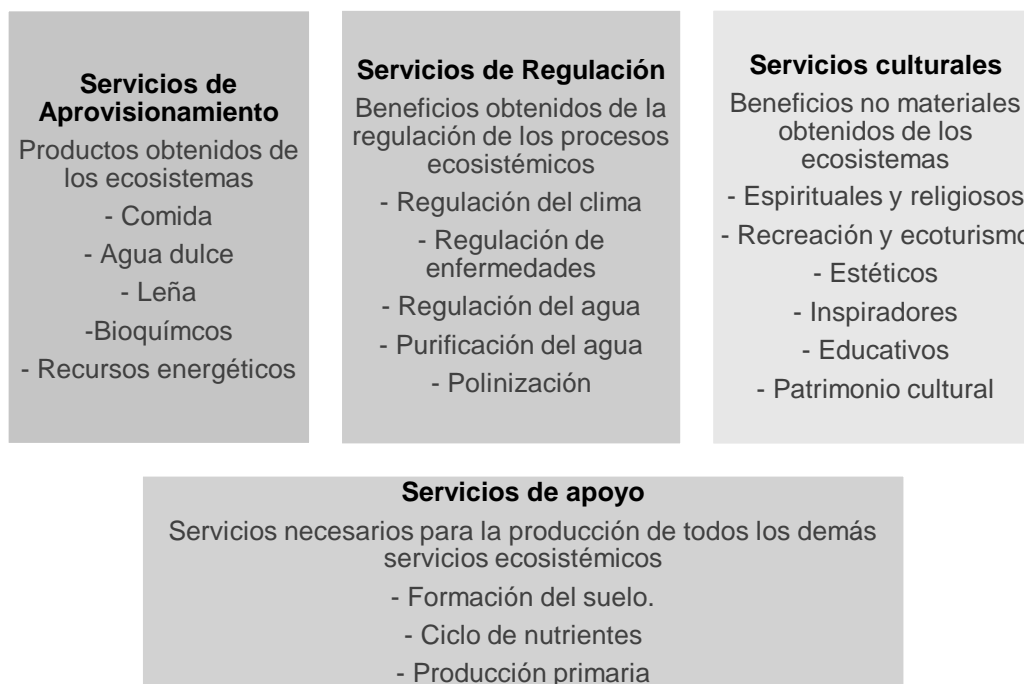 Servicios de
Aprovisionamiento
Productos obtenidos de
los ecosistemas
- Comida
- Agua dulce
- Leña
-Bioquímcos
- Recursos energéticos
Servicios de Regulación
Beneficios obtenidos de la
regulación de los procesos
ecosistémicos
- Regulación del clima
- Regulación de
enfermedades
- Regulación del agua
- Purificación del agua
- Polinización
Servicios culturales
Beneficios no materiales
obtenidos de los
ecosistemas
- Espirituales y religiosos
- Recreación y ecoturismo
- Estéticos
- Inspiradores
- Educativos
- Patrimonio cultural
Servicios de apoyo
Servicios necesarios para la producción de todos los demás
servicios ecosistémicos
- Formación del suelo.
- Ciclo de nutrientes
- Producción primaria